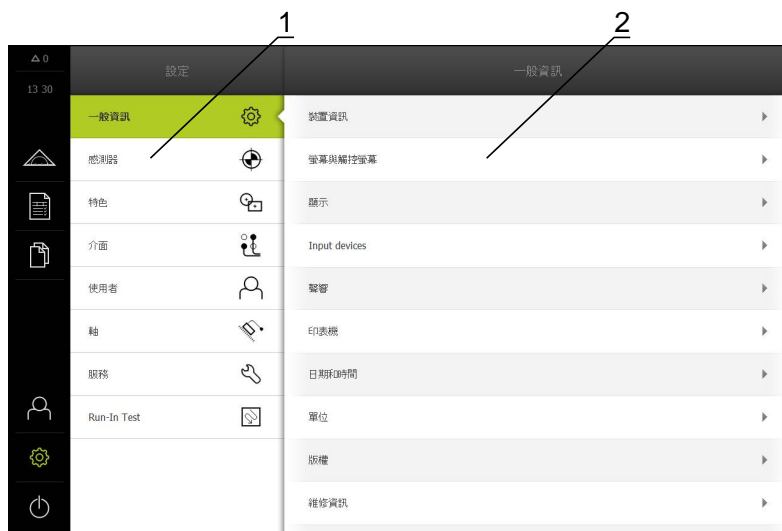 1
2
△ 0
13 30
設定
一般資訊
一般資訊
感測器
特色
介面
使用者
軸
服務
Run-In Test
裝置資訊
螢幕與觸控螢幕
顯示
Input devices
聲響
印表機
日期和時間
單位
版權
維修資訊